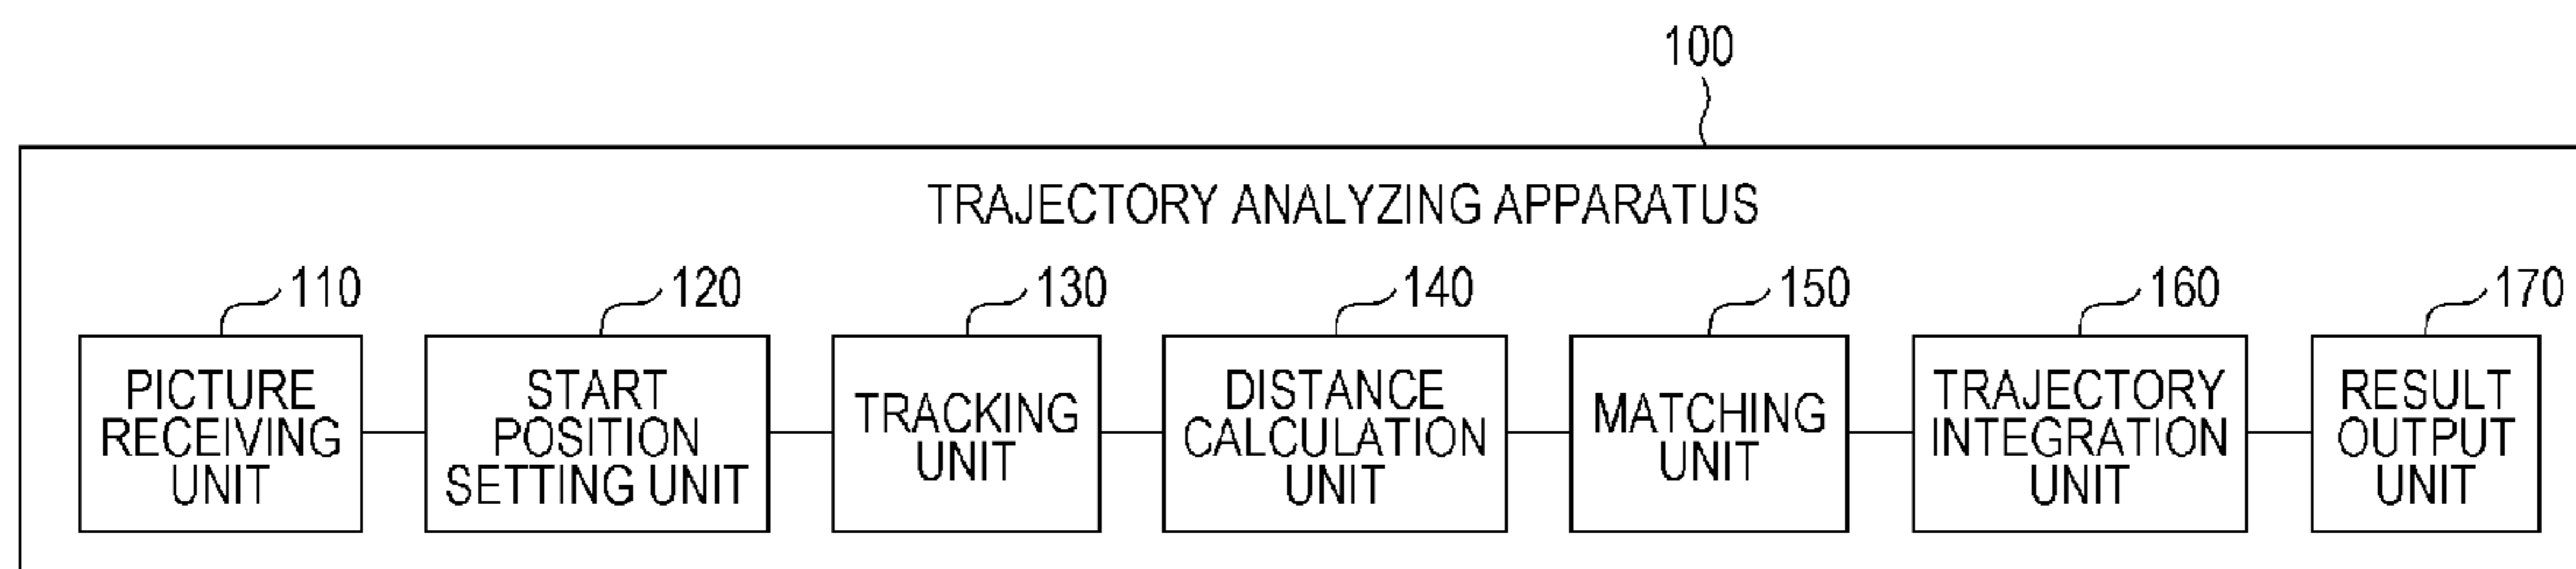 100
TRAJECTORY ANALYZING APPARATUS
110
PICTURE
RECEIVING
UNIT
120
START
POSITION
SETTING UNIT
130
TRACKING
UNIT
140
DISTANCE
CALCULATION
UNIT
150
MATCHING
UNIT
160
TRAJECTORY
INTEGRATION
UNIT
170
RESULT
OUTPUT
UNIT